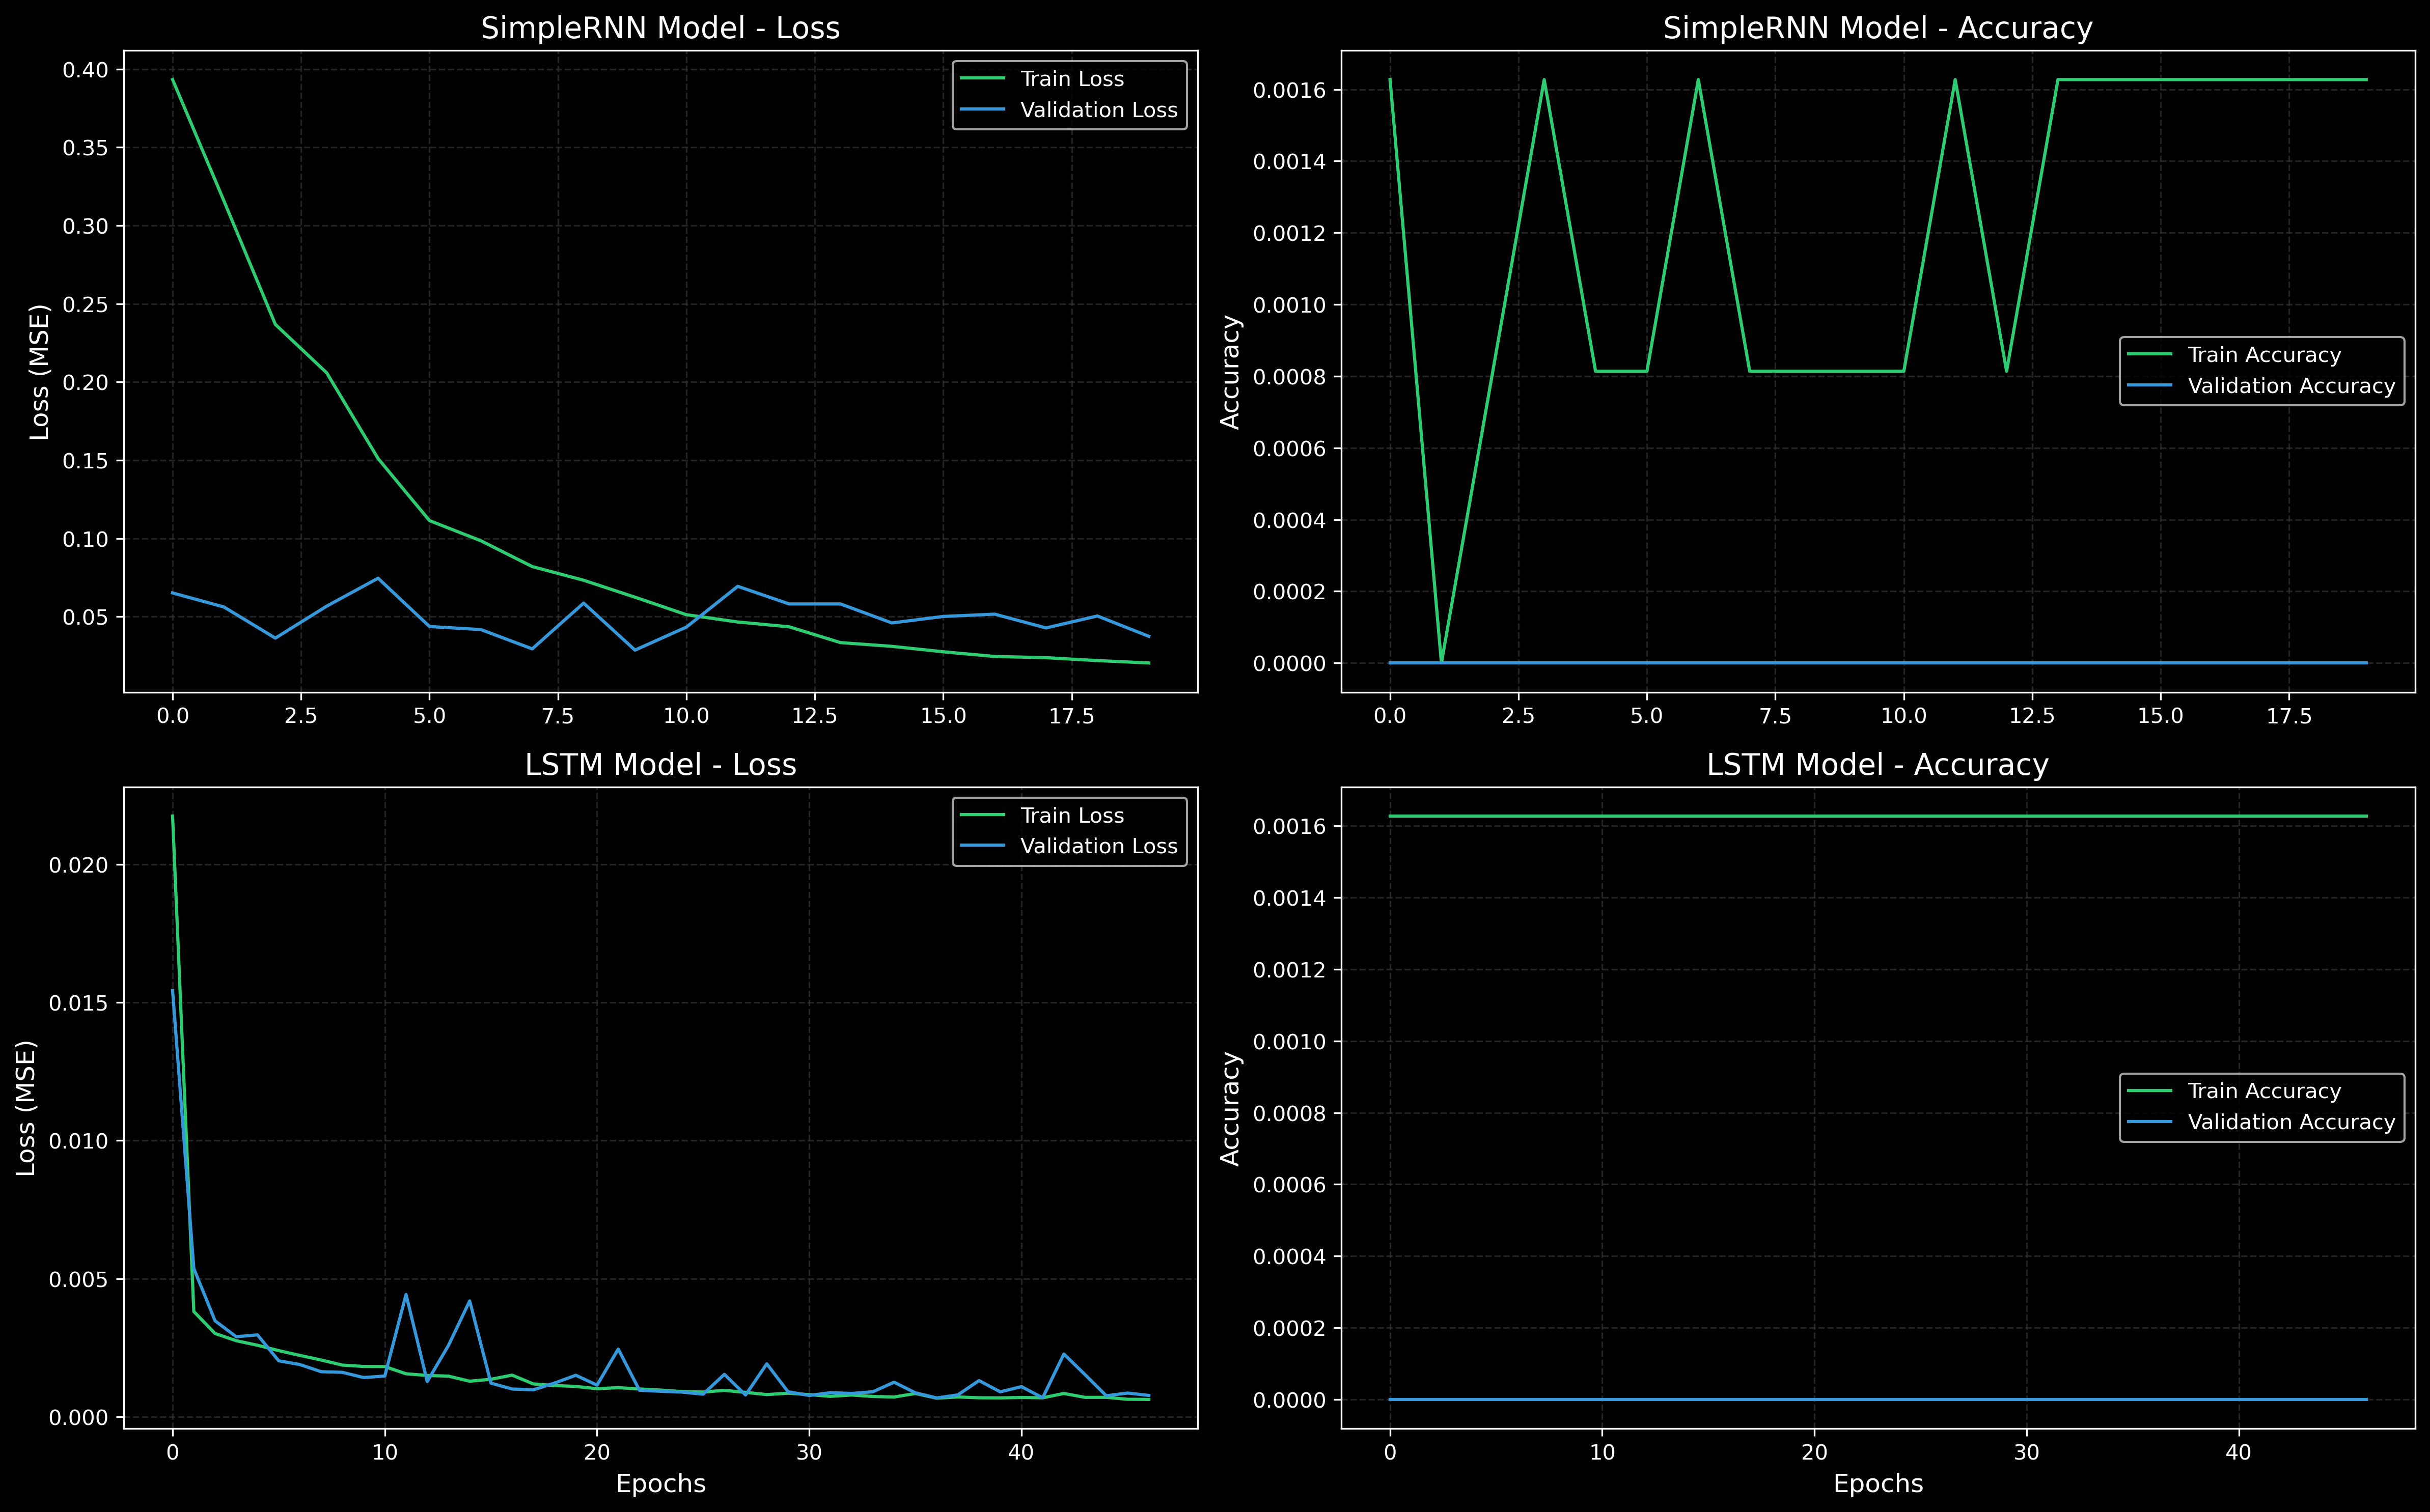 SimpleRNN Model - Loss
Loss (MSE)
0.40
0.35
0.30
0.25
0.20
0.15
0.10
0.05
0.0 2.5 5.0 7.5 10.0 12.5 15.0 17.5
Train Loss
Validation Loss
SimpleRNN Model - Accuracy
Accuracy
0.0016
0.0014
0.0012
0.0010
0.0008
0.0006
0.0004
0.0002
0.0000
0.0 2.5 5.0 7.5 10.0 12.5 15.0 17.5
Train Accuracy
Validation Accuracy
LSTM Model - Loss
Loss (MSE)
0.020
0.015
0.010
0.005
0.000
0 10 20 30 40
Epochs
Train Loss
Validation Loss
LSTM Model - Accuracy
Accuracy
0.0016
0.0014
0.0012
0.0010
0.0008
0.0006
0.0004
0.0002
0.0000
0 10 20 30 40
Epochs
Train Accuracy
Validation Accuracy